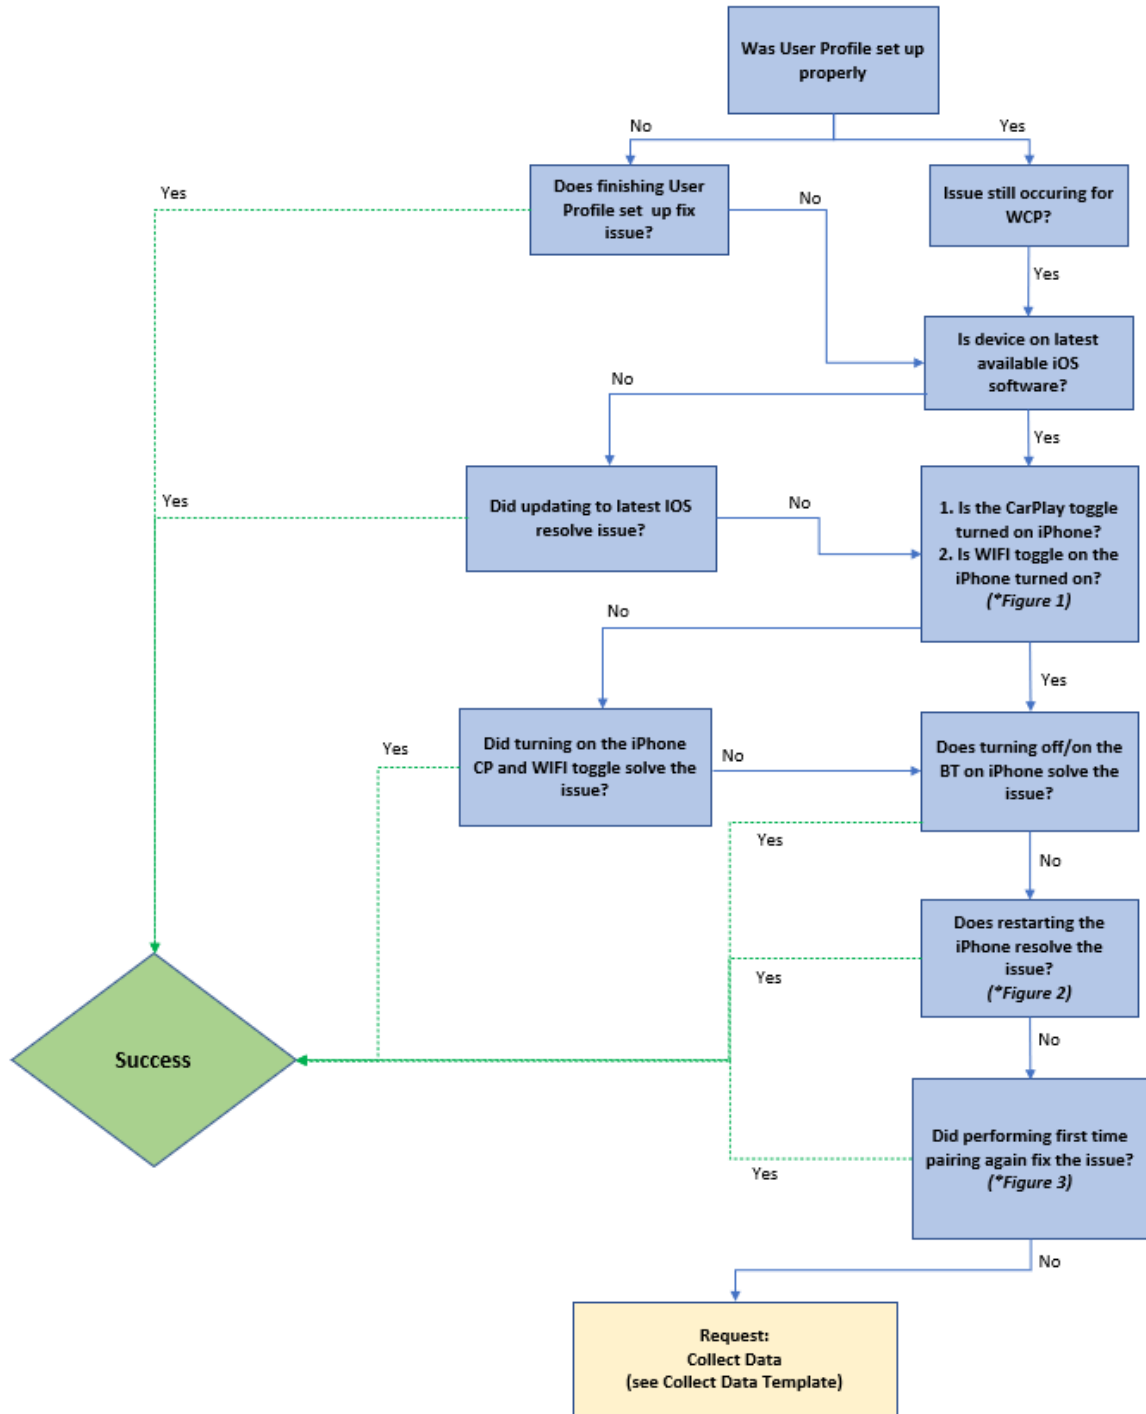 Was User Profile set up
properly
No
Yes
Does finishing User
Profile set  up fix
issue?
Yes
No
Issue still occuring for
WCP?
Yes
Is device on latest
available iOS
software?
No
Yes
Did updating to latest IOS
resolve issue?
Yes
No
1. Is the CarPlay toggle
turned on iPhone?
2. Is WIFI toggle on the
iPhone turned on?
(*Figure 1)
No
Yes
Did turning on the iPhone
CP and WIFI toggle solve the
issue?
Yes
No
Does turning off/on the
BT on iPhone solve the
issue?
Yes
No
Does restarting the
iPhone resolve the
issue?
(*Figure 2)
Yes
No
Success
Did performing first time
pairing again fix the issue?
(*Figure 3)
Yes
No
Request:
Collect Data
(see Collect Data Template)